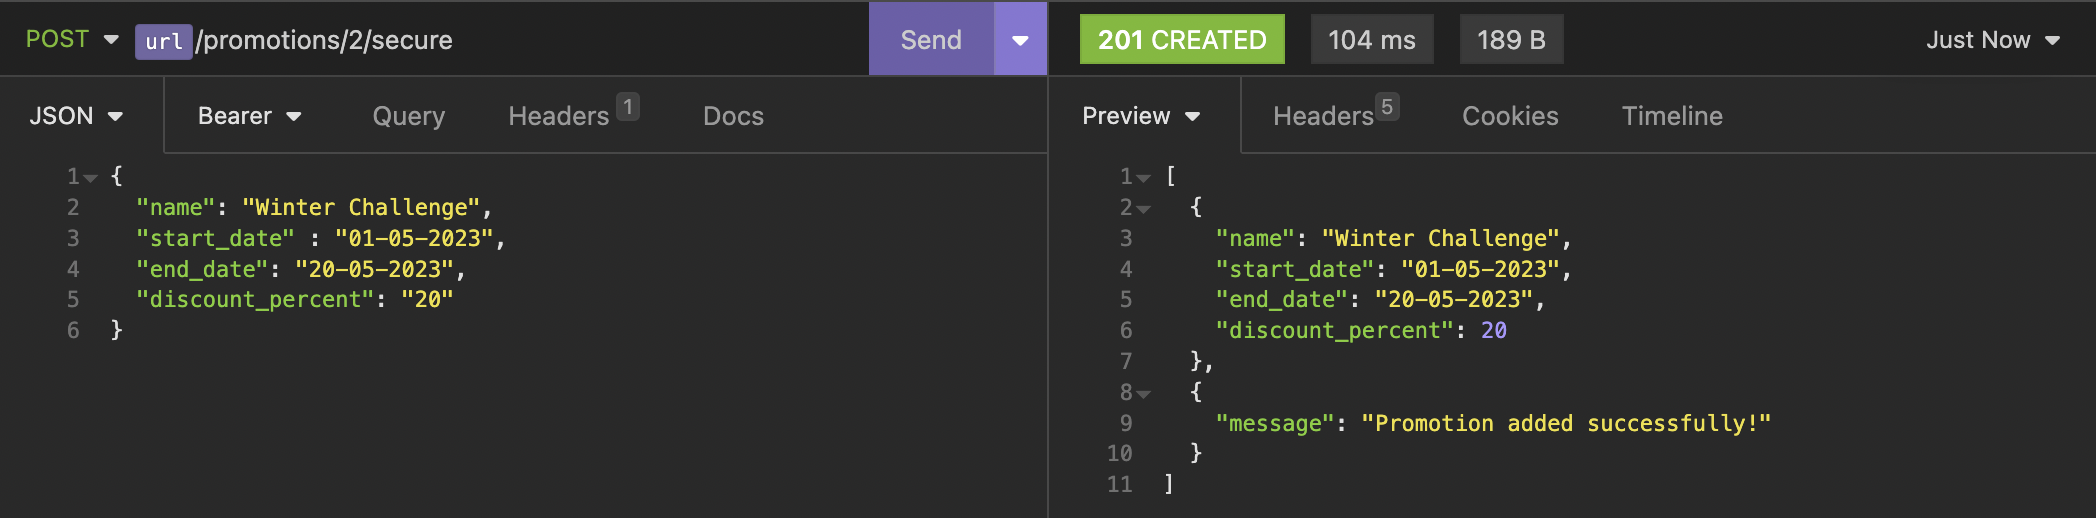 POST url /promotions/2/secure Send
201 CREATED 104 ms 189 B Just Now
JSON Bearer Query Headers 1 Docs
1 {
2 "name": "Winter Challenge",
3 "start_date" : "01-05-2023",
4 "end_date": "20-05-2023",
5 "discount_percent": "20"
6 }
Preview Headers 5 Cookies Timeline
1 [
2 {
3 "name": "Winter Challenge",
4 "start_date": "01-05-2023",
5 "end_date": "20-05-2023",
6 "discount_percent": 20
7 },
8 {
9 "message": "Promotion added successfully!"
10 }
11 ]